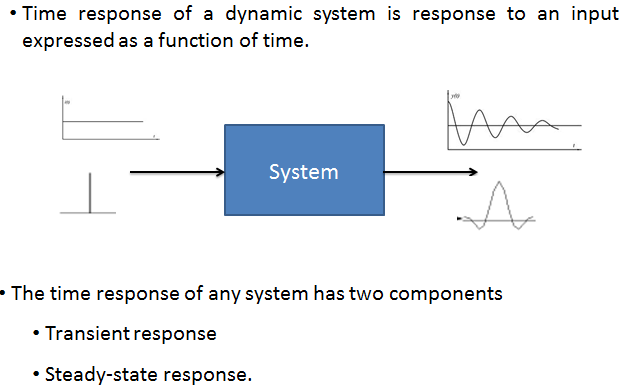 • Time response of a dynamic system is response to an input
expressed as a function of time.
System
• The time response of any system has two components
• Transient response
• Steady-state response.